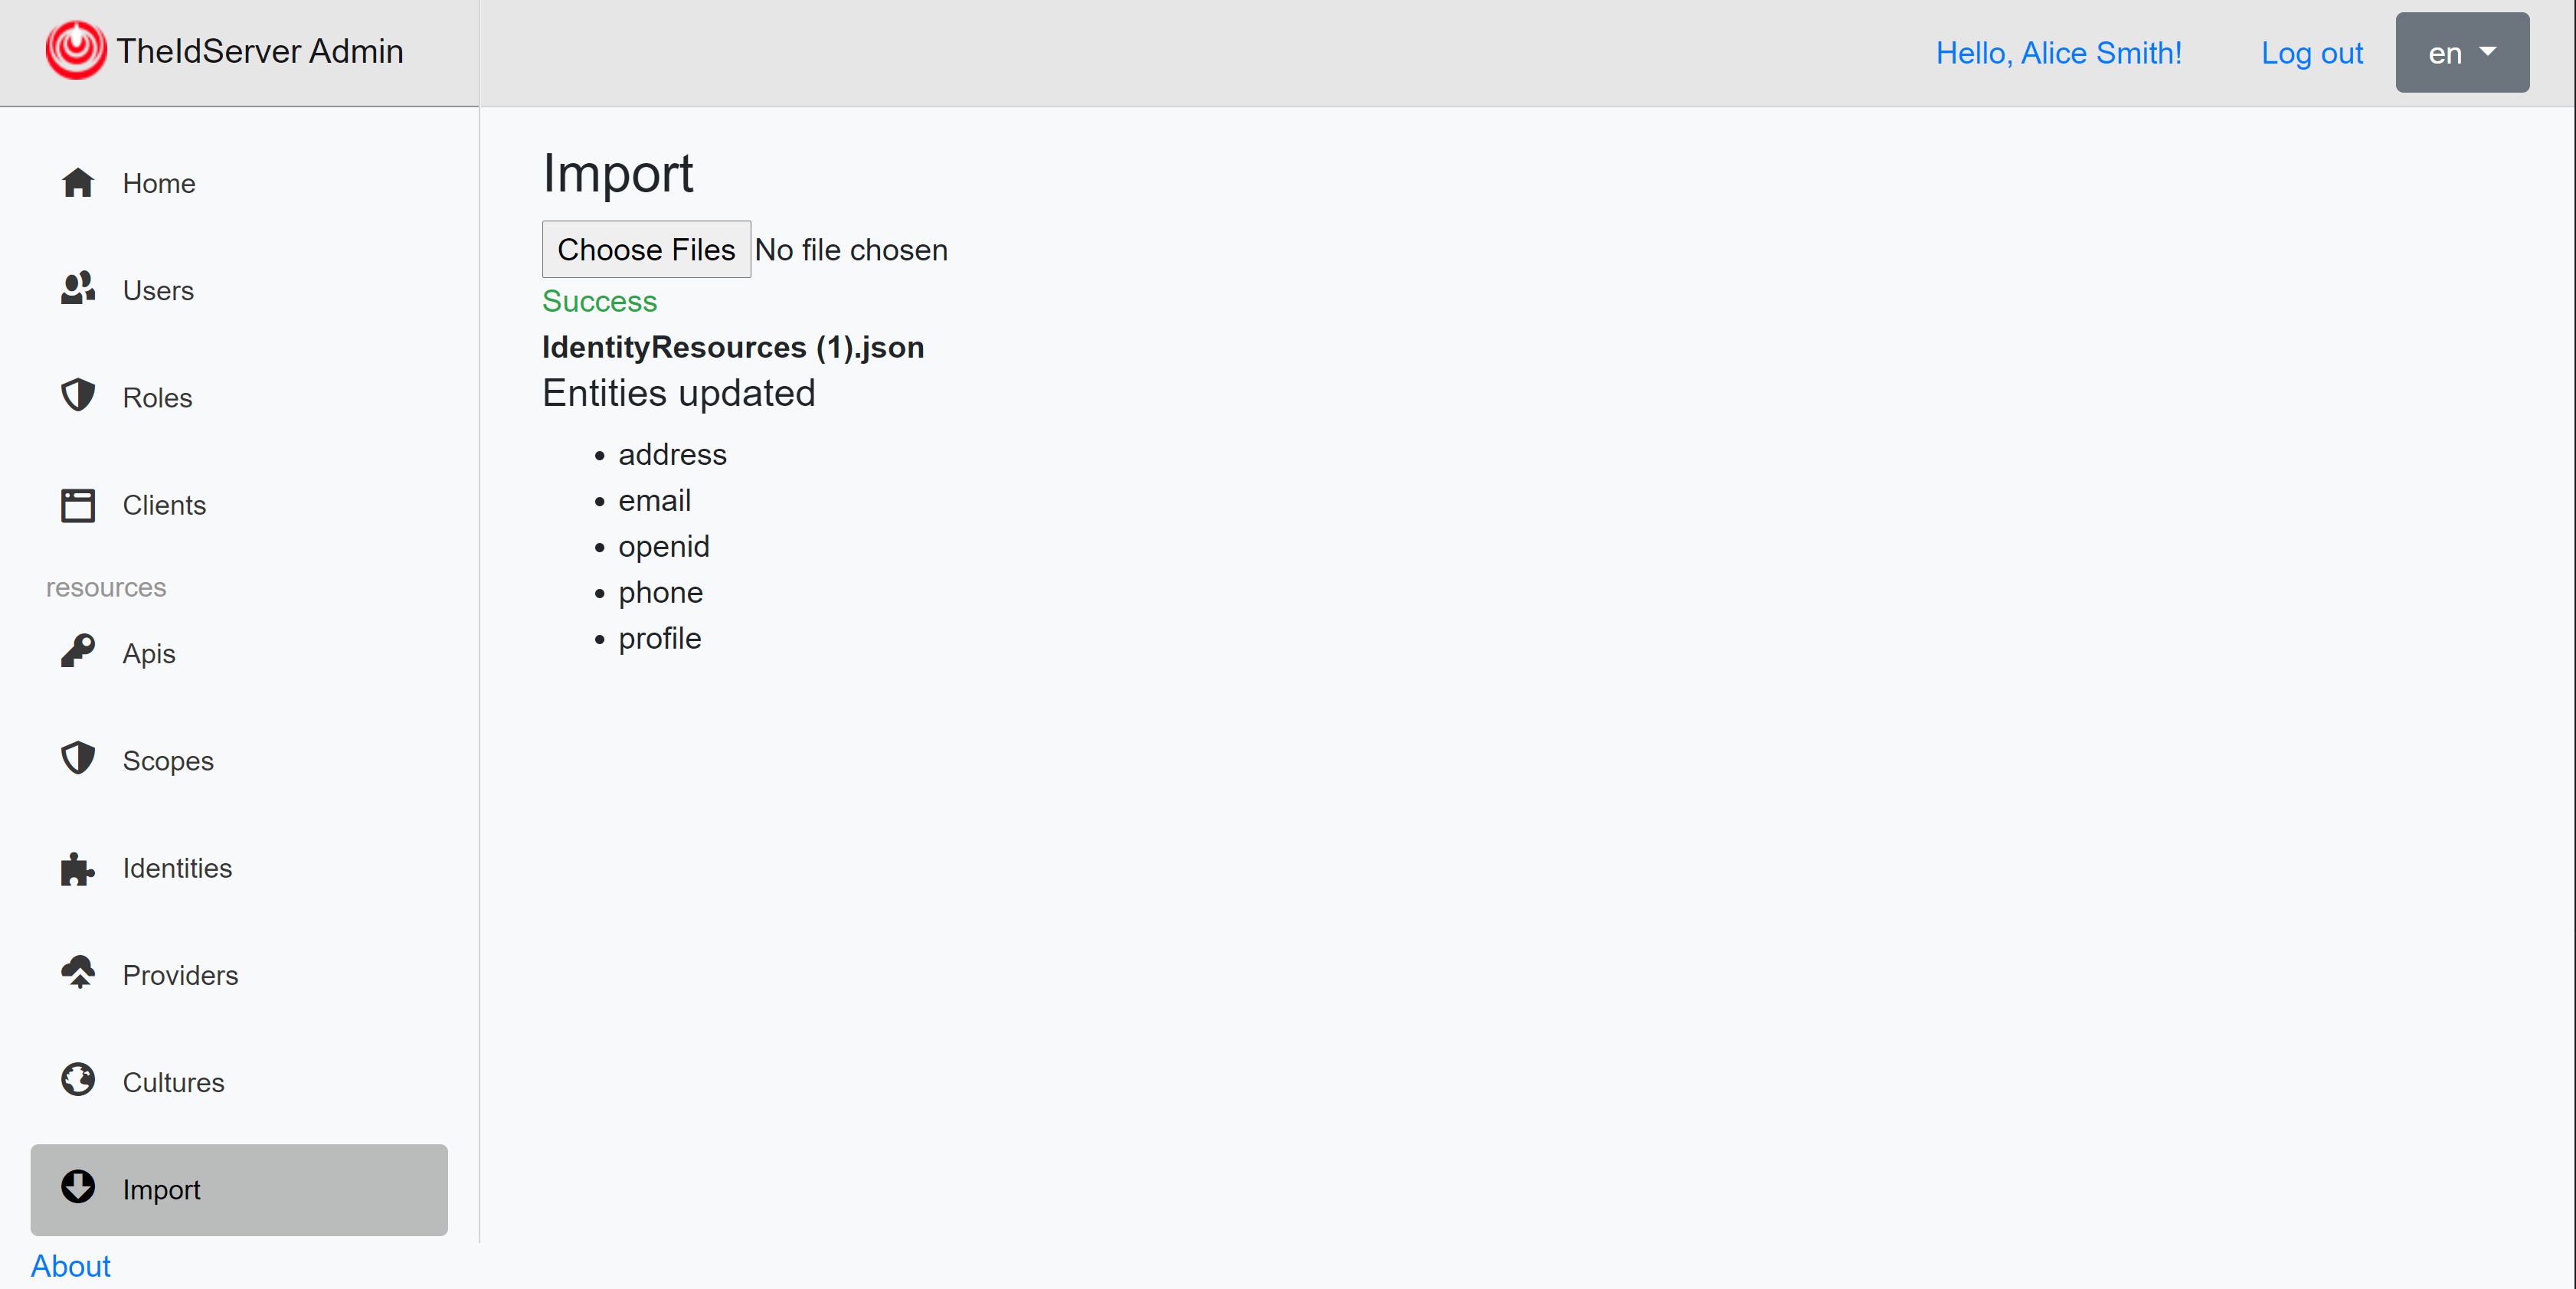 TheIdServer Admin
Hello, Alice Smith!
Log out
en
Home
Users
Roles
Clients
resources
Apis
Scopes
Identities
Providers
Cultures
Import
About
Import
Choose Files No file chosen
Success
IdentityResources (1).json
Entities updated
address
email
openid
phone
profile